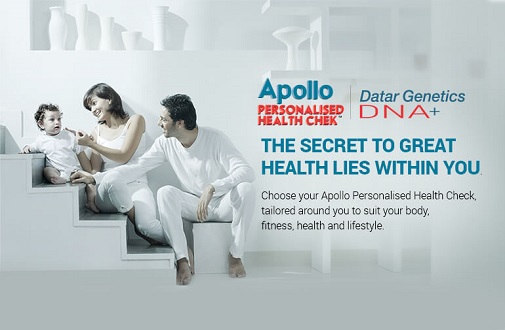 Apollo
PERSONALISED
HEALTH CHEK™
Datar Genetics
DNA+
THE SECRET TO GREAT
HEALTH LIES WITHIN YOU.
Choose your Apollo Personalised Health Check,
tailored around you to suit your body,
fitness, health and lifestyle.